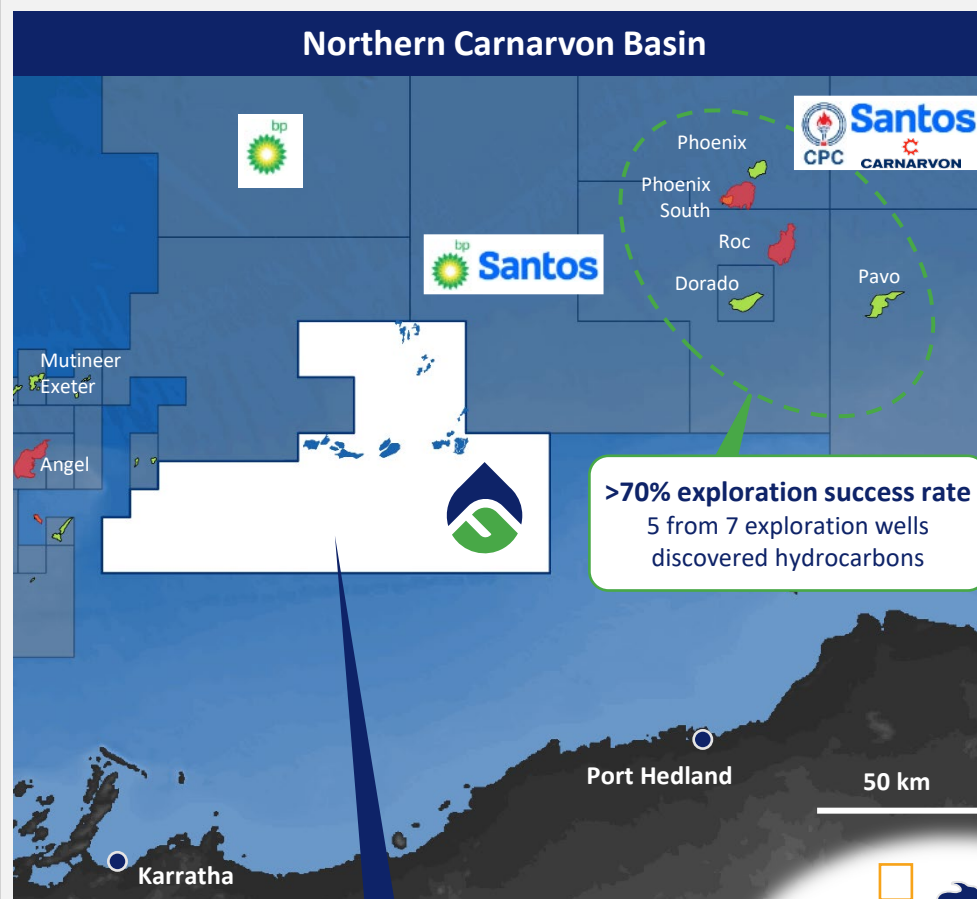 Northern Carnarvon Basin
bp
Phoenix
CPC
Santos
CARNARVON
Phoenix
South
Roc
bp
Santos
Dorado
Pavo
Mutineer
Exeter
Angel
>70% exploration success rate
5 from 7 exploration wells
discovered hydrocarbons
Port Hedland
50 km
Karratha